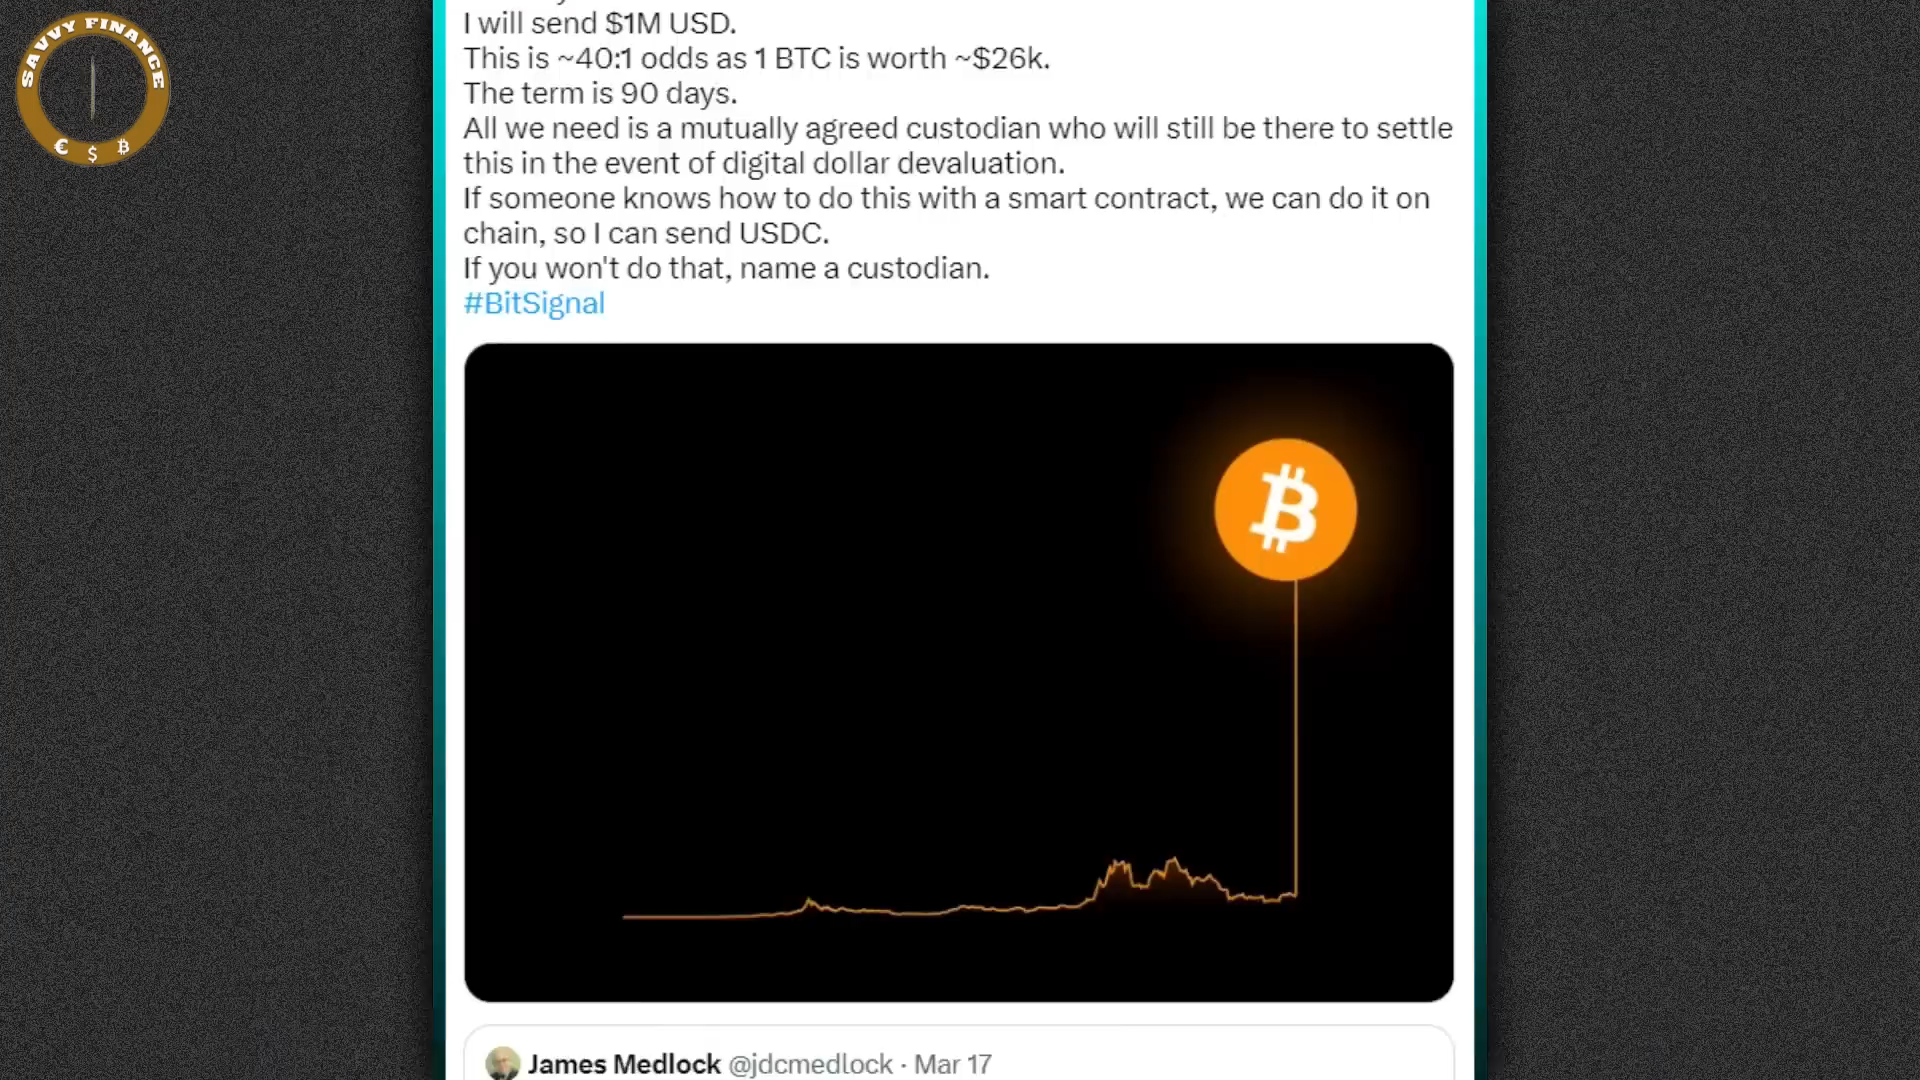 SAVVY FINANCE
€ $ ₿
I will send $1M USD.
This is ~40:1 odds as 1 BTC is worth ~$26k.
The term is 90 days.
All we need is a mutually agreed custodian who will still be there to settle
this in the event of digital dollar devaluation.
If someone knows how to do this with a smart contract, we can do it on
chain, so I can send USDC.
If you won't do that, name a custodian.
#BitSignal
₿
James Medlock @jdcmedlock · Mar 17